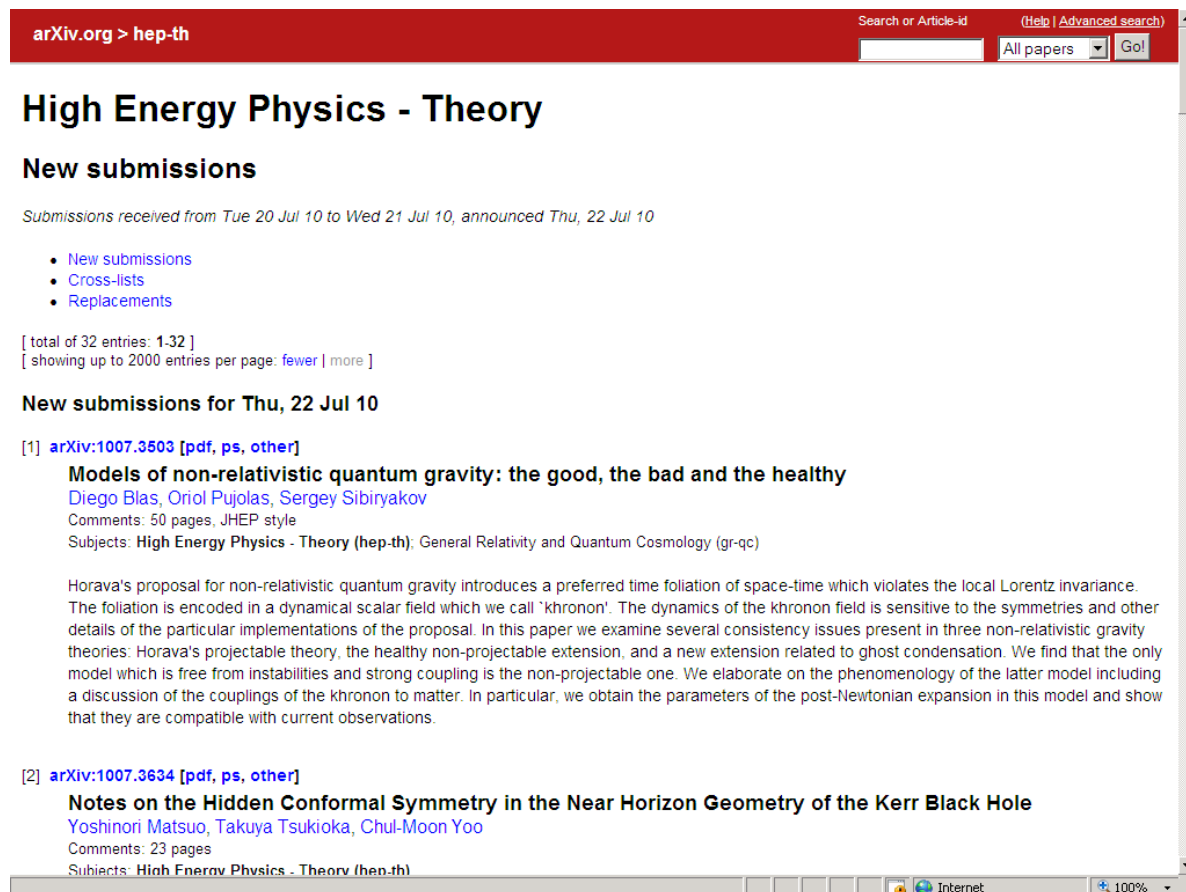 arXiv.org > hep-th
Search or Article-id
(Help | Advanced search)
All papers
Go!
High Energy Physics - Theory
New submissions
Submissions received from Tue 20 Jul 10 to Wed 21 Jul 10, announced Thu, 22 Jul 10
• New submissions
• Cross-lists
• Replacements
[ total of 32 entries: 1-32 ]
[ showing up to 2000 entries per page: fewer | more ]
New submissions for Thu, 22 Jul 10
[1] arXiv:1007.3503 [pdf, ps, other]
Models of non-relativistic quantum gravity: the good, the bad and the healthy
Diego Blas, Oriol Pujolas, Sergey Sibiryakov
Comments: 50 pages, JHEP style
Subjects: High Energy Physics - Theory (hep-th); General Relativity and Quantum Cosmology (gr-qc)
Horava's proposal for non-relativistic quantum gravity introduces a preferred time foliation of space-time which violates the local Lorentz invariance.
The foliation is encoded in a dynamical scalar field which we call `khronon'. The dynamics of the khronon field is sensitive to the symmetries and other
details of the particular implementations of the proposal. In this paper we examine several consistency issues present in three non-relativistic gravity
theories: Horava's projectable theory, the healthy non-projectable extension, and a new extension related to ghost condensation. We find that the only
model which is free from instabilities and strong coupling is the non-projectable one. We elaborate on the phenomenology of the latter model including
a discussion of the couplings of the khronon to matter. In particular, we obtain the parameters of the post-Newtonian expansion in this model and show
that they are compatible with current observations.
[2] arXiv:1007.3634 [pdf, ps, other]
Notes on the Hidden Conformal Symmetry in the Near Horizon Geometry of the Kerr Black Hole
Yoshinori Matsuo, Takuya Tsukioka, Chul-Moon Yoo
Comments: 23 pages
Subjects: High Energy Physics - Theory (hep-th)
Internet
100%